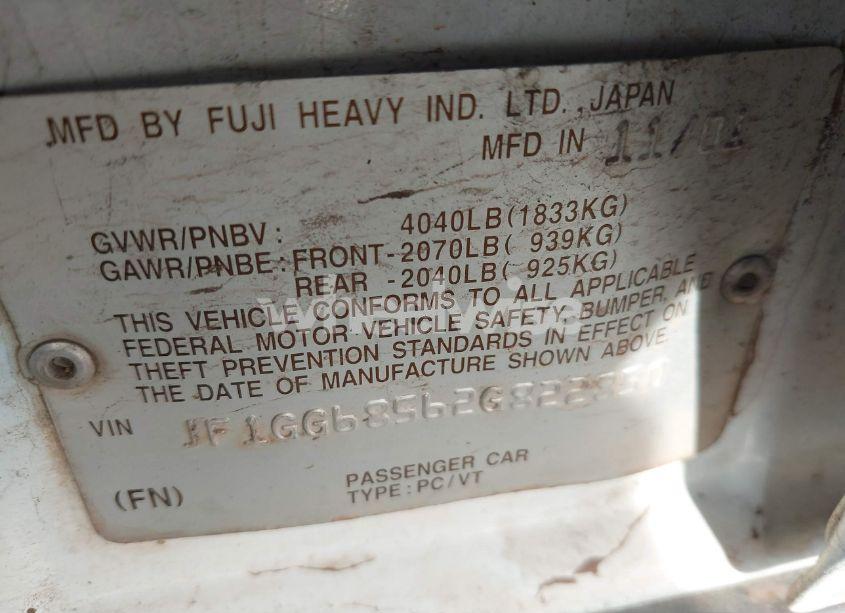 MFD BY FUJI HEAVY IND. LTD., JAPAN
MFD IN 11/01
GVWR/PNBV: 4040LB(1833KG)
GAWR/PNBE:FRONT-2070LB( 939KG)
REAR -2040LB( 925KG)
THIS VEHICLE CONFORMS TO ALL APPLICABLE
FEDERAL MOTOR VEHICLE SAFETY, BUMPER, AND
THEFT PREVENTION STANDARDS IN EFFECT ON
THE DATE OF MANUFACTURE SHOWN ABOVE.
VIN
(FN)
PASSENGER CAR
TYPE:PC/VT